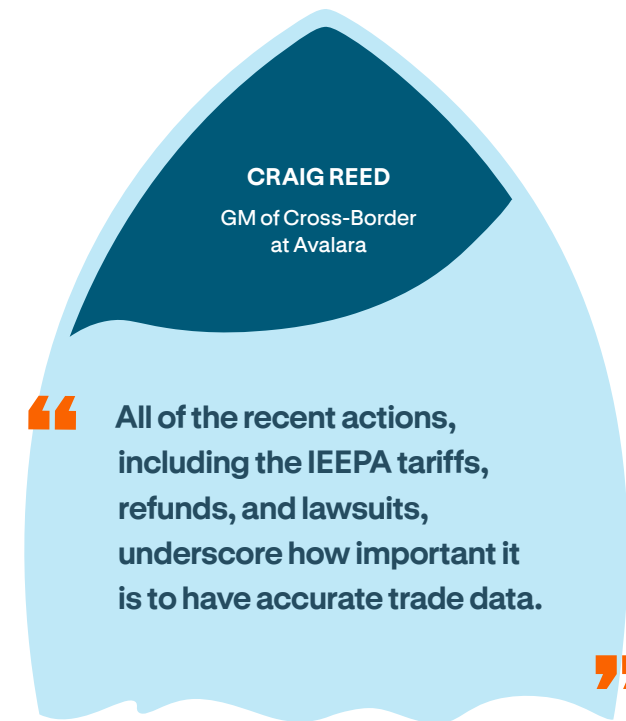 CRAIG REED
GM of Cross-Border
at Avalara
“ All of the recent actions,
including the IEEPA tariffs,
refunds, and lawsuits,
underscore how important it
is to have accurate trade data.
”